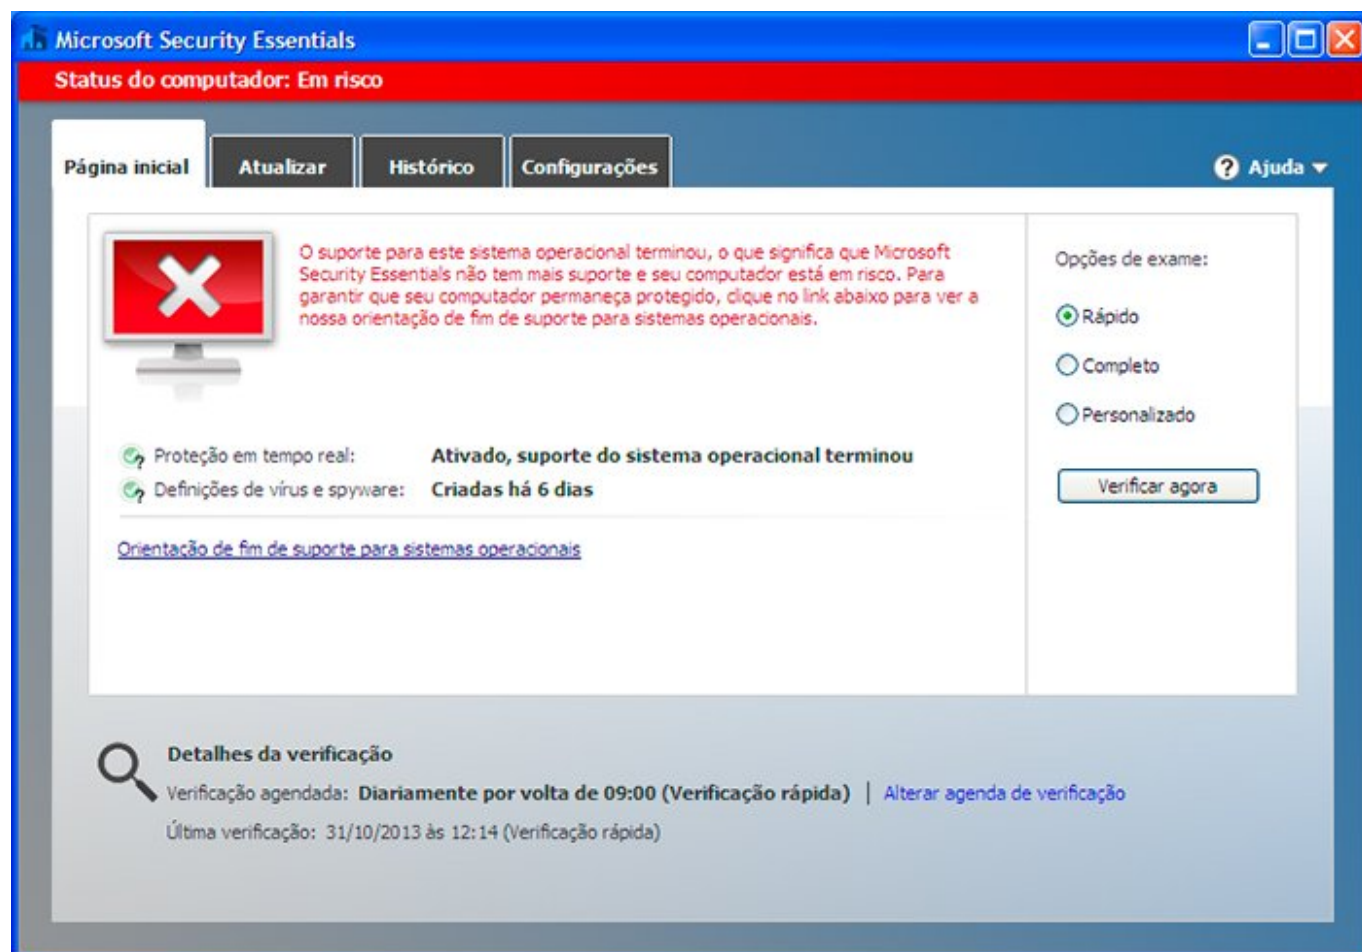 Microsoft Security Essentials
Status do computador: Em risco
Página inicial
Atualizar
Histórico
Configurações
Ajuda
O suporte para este sistema operacional terminou, o que significa que Microsoft
Security Essentials não tem mais suporte e seu computador está em risco. Para
garantir que seu computador permaneça protegido, clique no link abaixo para ver a
nossa orientação de fim de suporte para sistemas operacionais.
Proteção em tempo real: Ativado, suporte do sistema operacional terminou
Definições de vírus e spyware: Criadas há 6 dias
Orientação de fim de suporte para sistemas operacionais
Opções de exame:
Rápido
Completo
Personalizado
Verificar agora
Detalhes da verificação
Verificação agendada: Diariamente por volta de 09:00 (Verificação rápida) | Alterar agenda de verificação
Última verificação: 31/10/2013 às 12:14 (Verificação rápida)